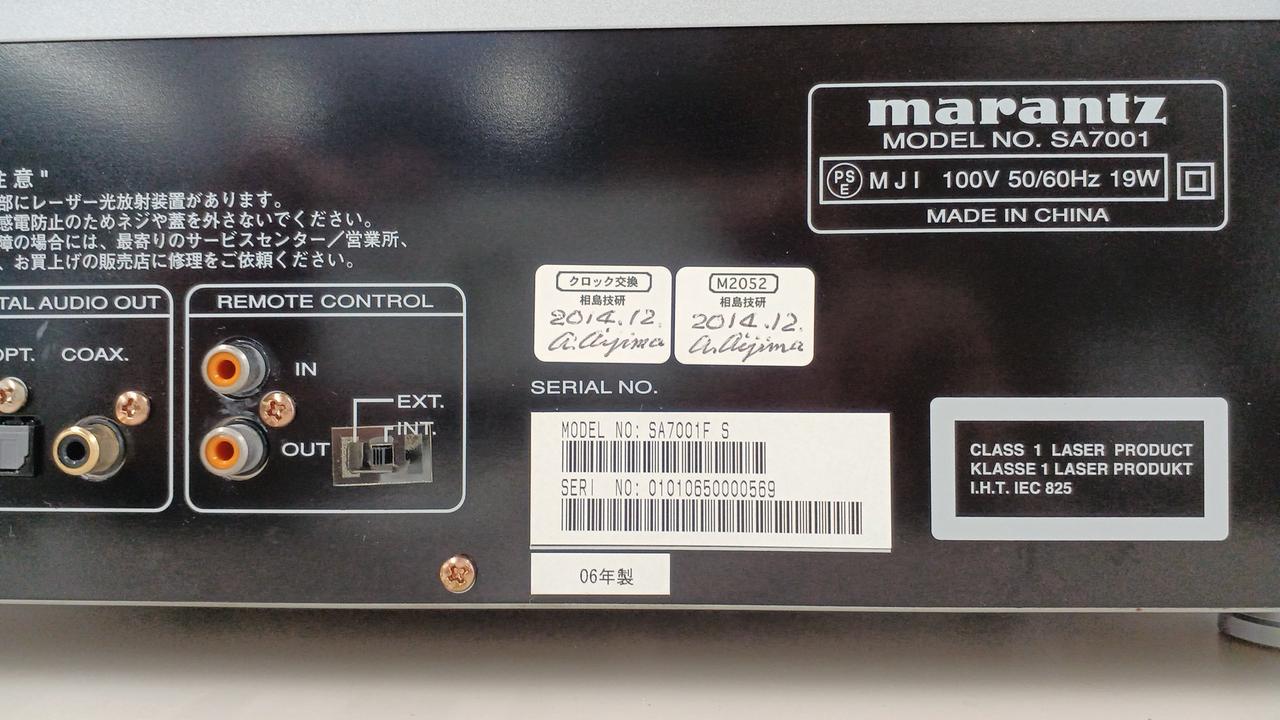 marantz
MODEL NO. SA7001
PSE MJI 100V 50/60Hz 19W
MADE IN CHINA
意"
部にレーザー光放射装置があります。
感電防止のためネジや蓋を外さないでください。
障の場合には、最寄りのサービスセンター/営業所、
、お買上げの販売店に修理をご依頼ください。
クロック交換
相島技研
2014.12.
A.Aijima
M2052
相島技研
2014.12.
A.Aijima
TAL AUDIO OUT
OPT. COAX.
REMOTE CONTROL
IN
OUT
EXT.
INT.
SERIAL NO.
MODEL NO: SA7001F S
SERI NO: 01010650000569
06年製
CLASS 1 LASER PRODUCT
KLASSE 1 LASER PRODUKT
I.H.T. IEC 825